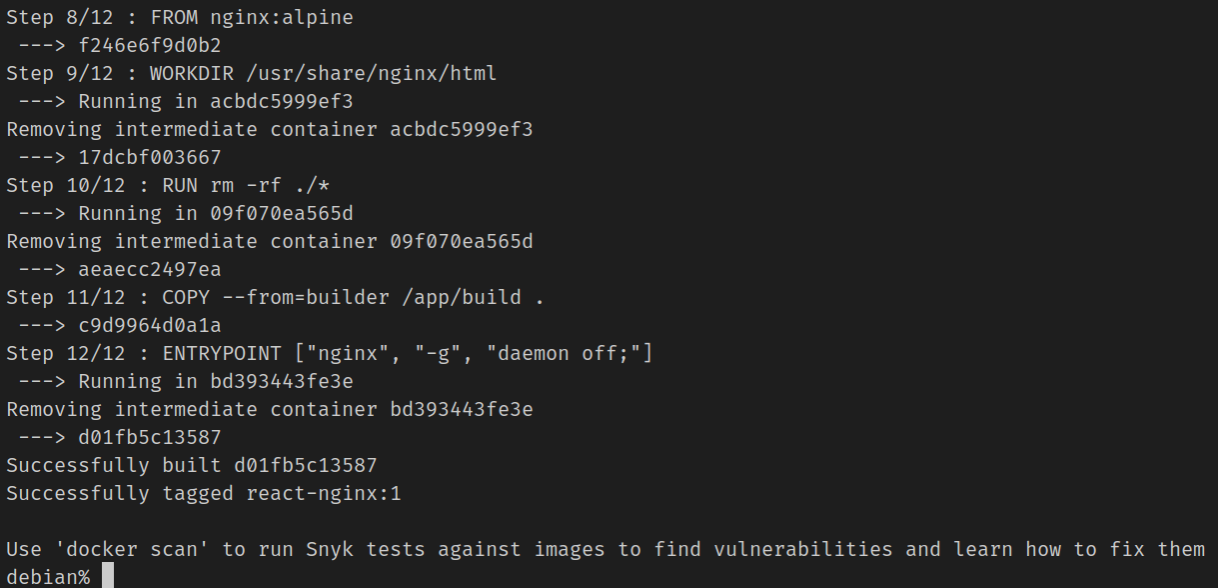 Step 8/12 : FROM nginx:alpine
 ---> f246e6f9d0b2
Step 9/12 : WORKDIR /usr/share/nginx/html
 ---> Running in acbdc5999ef3
Removing intermediate container acbdc5999ef3
 ---> 17dcbf003667
Step 10/12 : RUN rm -rf ./*
 ---> Running in 09f070ea565d
Removing intermediate container 09f070ea565d
 ---> aeaecc2497ea
Step 11/12 : COPY --from=builder /app/build .
 ---> c9d9964d0a1a
Step 12/12 : ENTRYPOINT ["nginx", "-g", "daemon off;"]
 ---> Running in bd393443fe3e
Removing intermediate container bd393443fe3e
 ---> d01fb5c13587
Successfully built d01fb5c13587
Successfully tagged react-nginx:1

Use 'docker scan' to run Snyk tests against images to find vulnerabilities and learn how to fix them
debian%